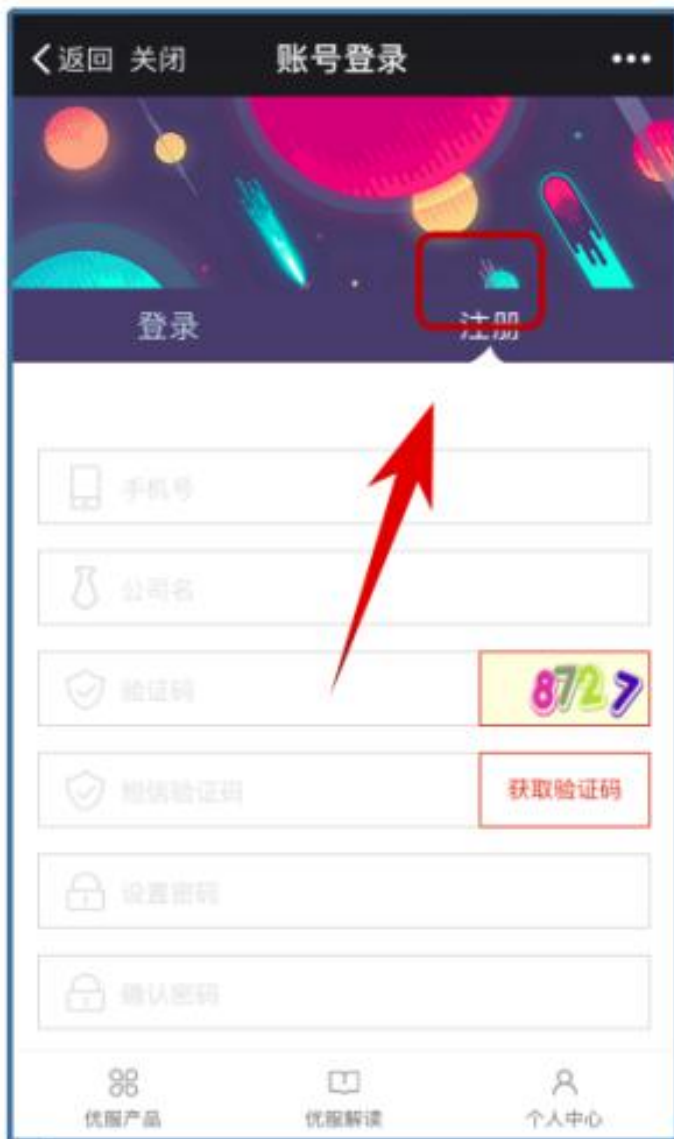 返回 关闭 账号登录
登录 注册
手机号
公司名
验证码 8727
短信验证码 获取验证码
设置密码
确认密码
优服产品 优服解读 个人中心